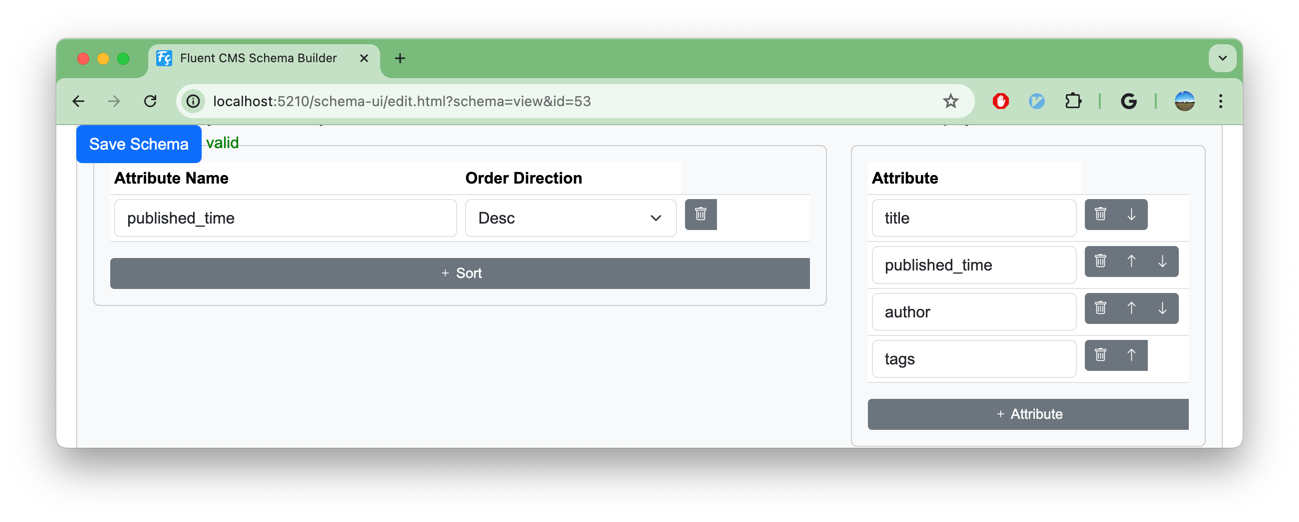 Fluent CMS Schema Builder
localhost:5210/schema-ui/edit.html?schema=view&id=53
Save Schema valid
Attribute Name Order Direction
published_time Desc
+ Sort
Attribute
title
published_time
author
tags
+ Attribute